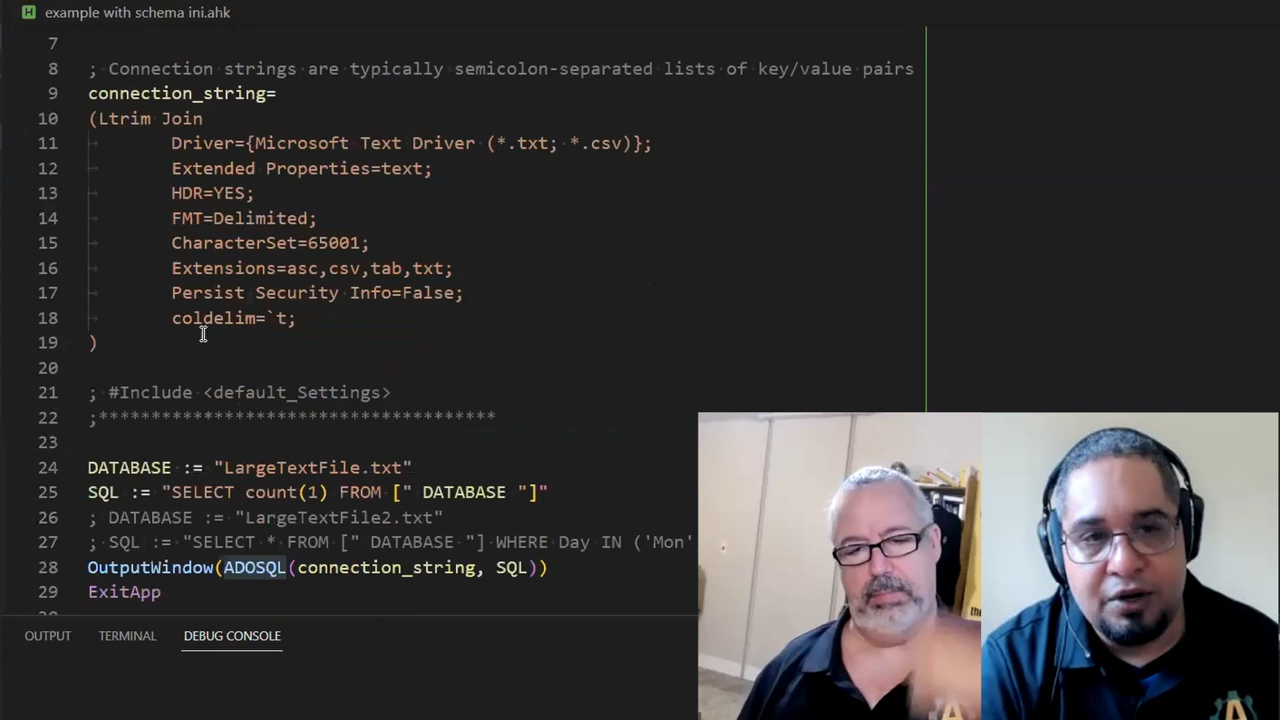 example with schema ini.ahk
7
8 ; Connection strings are typically semicolon-separated lists of key/value pairs
9 connection_string=
10 (Ltrim Join
11 Driver={Microsoft Text Driver (*.txt; *.csv)};
12 Extended Properties=text;
13 HDR=YES;
14 FMT=Delimited;
15 CharacterSet=65001;
16 Extensions=asc,csv,tab,txt;
17 Persist Security Info=False;
18 coldelim=`t;
19 )
20
21 ; #Include <default_Settings>
22 ;**************************************
23
24 DATABASE := "LargeTextFile.txt"
25 SQL := "SELECT count(1) FROM [" DATABASE "]"
26 ; DATABASE := "LargeTextFile2.txt"
27 ; SQL := "SELECT * FROM [" DATABASE "] WHERE Day IN ('Mon'
28 OutputWindow(ADOSQL(connection_string, SQL))
29 ExitApp
OUTPUT TERMINAL DEBUG CONSOLE